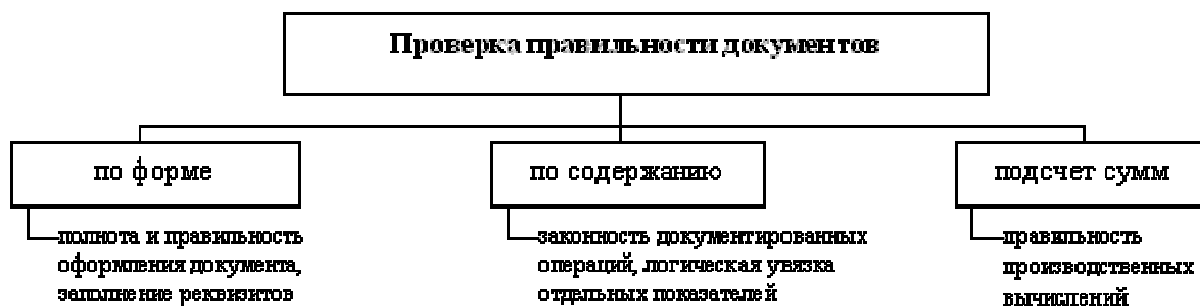 Проверка правильности документов
по форме
полнота и правильность
оформления документа,
заполнение реквизитов
по содержанию
законность документированных
операций, логическая увязка
отдельных показателей
подсчет сумм
правильность
производственных
вычислений